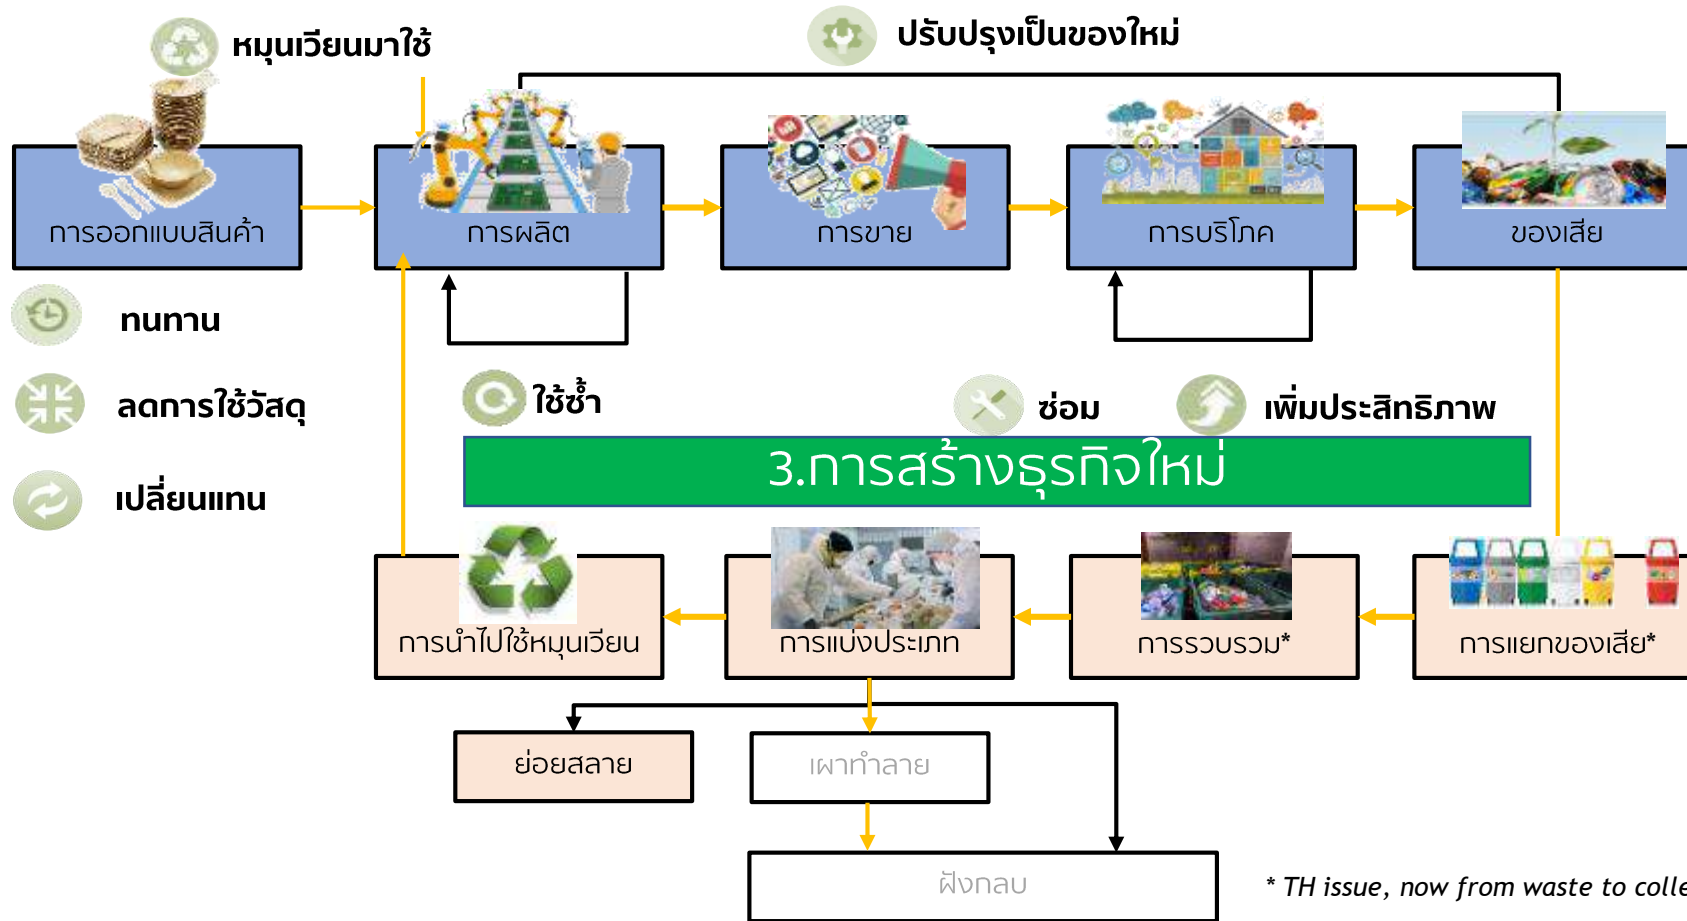 หมุนเวียนมาใช้
ปรับปรุงเป็นของใหม่
การออกแบบสินค้า
การผลิต
การขาย
การบริโภค
ของเสีย
ทนทาน
ลดการใช้วัสดุ
เปลี่ยนแทน
ใช้ซ้ำ
ซ่อม
เพิ่มประสิทธิภาพ
3.การสร้างธุรกิจใหม่
การนำไปใช้หมุนเวียน
การแบ่งประเภท
การรวบรวม*
การแยกของเสีย*
ย่อยสลาย
เผาทำลาย
ฝังกลบ
* TH issue, now from waste to colle